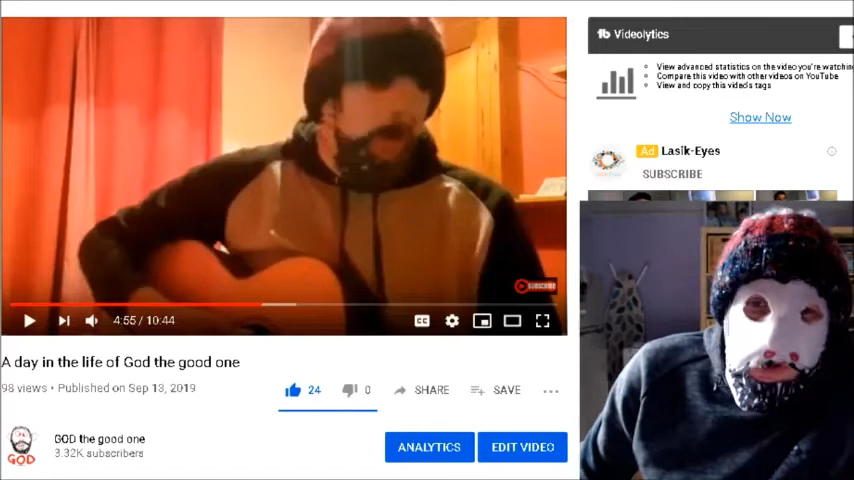 SUBSCRIBE
4:55 / 10:44
A day in the life of God the good one
98 views • Published on Sep 13, 2019
24
0
SHARE
SAVE
GOD the good one
3.32K subscribers
ANALYTICS
EDIT VIDEO
GOD
Videolytics
View advanced statistics on the video you're watching
Compare this video with other videos on YouTube
View and copy this video's tags
Show Now
Ad Lasik-Eyes
SUBSCRIBE